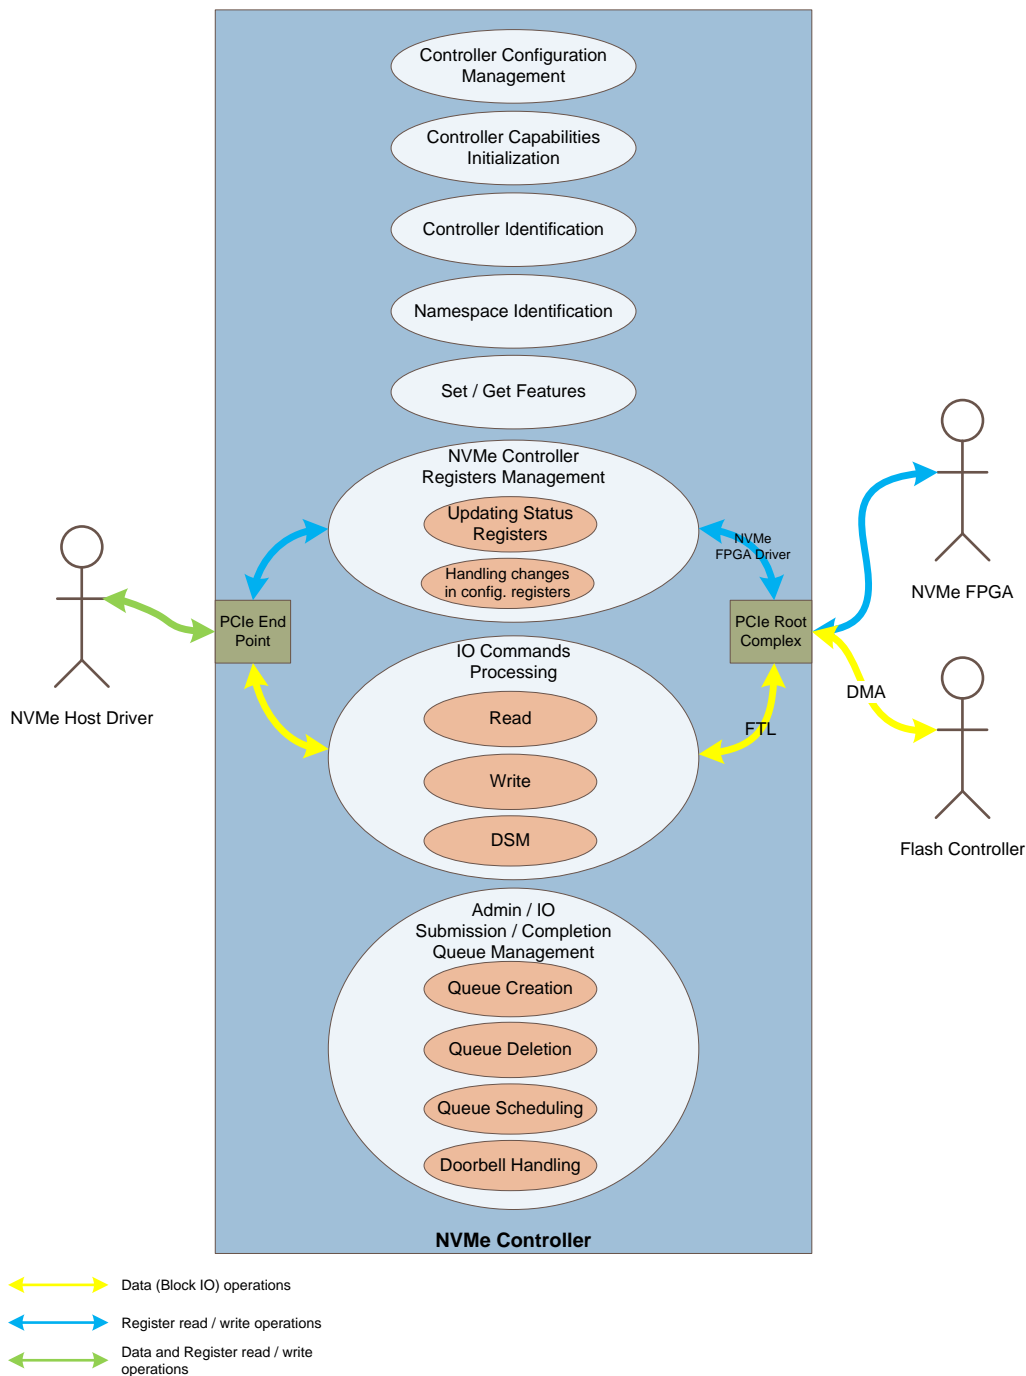 Controller Configuration
Management
Controller Capabilities
Initialization
Controller Identification
Namespace Identification
Set / Get Features
NVMe Controller
Registers Management
Updating Status
Registers
Handling changes
in config. registers
NVMe
FPGA Driver
NVMe FPGA
PCIe End
Point
PCIe Root
Complex
NVMe Host Driver
IO Commands
Processing
Read
Write
DSM
FTL
DMA
Flash Controller
Admin / IO
Submission / Completion
Queue Management
Queue Creation
Queue Deletion
Queue Scheduling
Doorbell Handling
NVMe Controller
Data (Block IO) operations
Register read / write operations
Data and Register read / write
operations